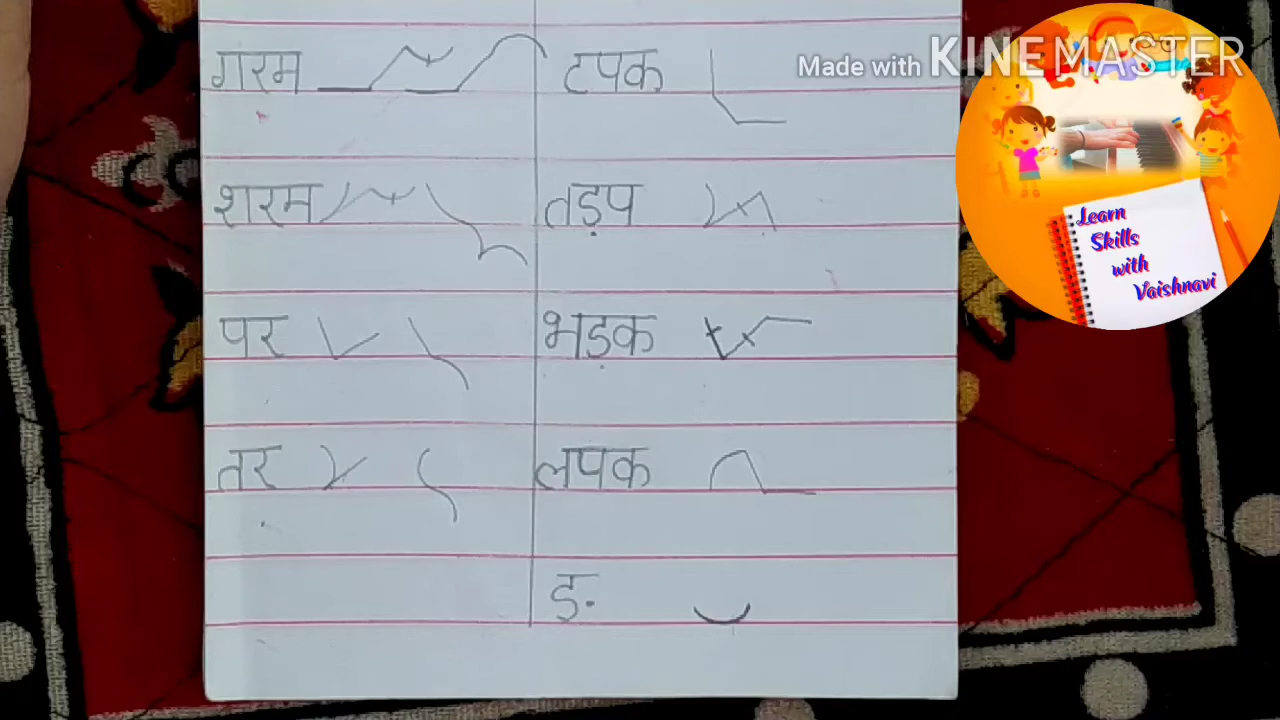 Made with KINEMASTER
गरम टपक
शरम तड़प
पर भड़क
तर लपक
ङ
Learn
Skills
with
Vaishnavi